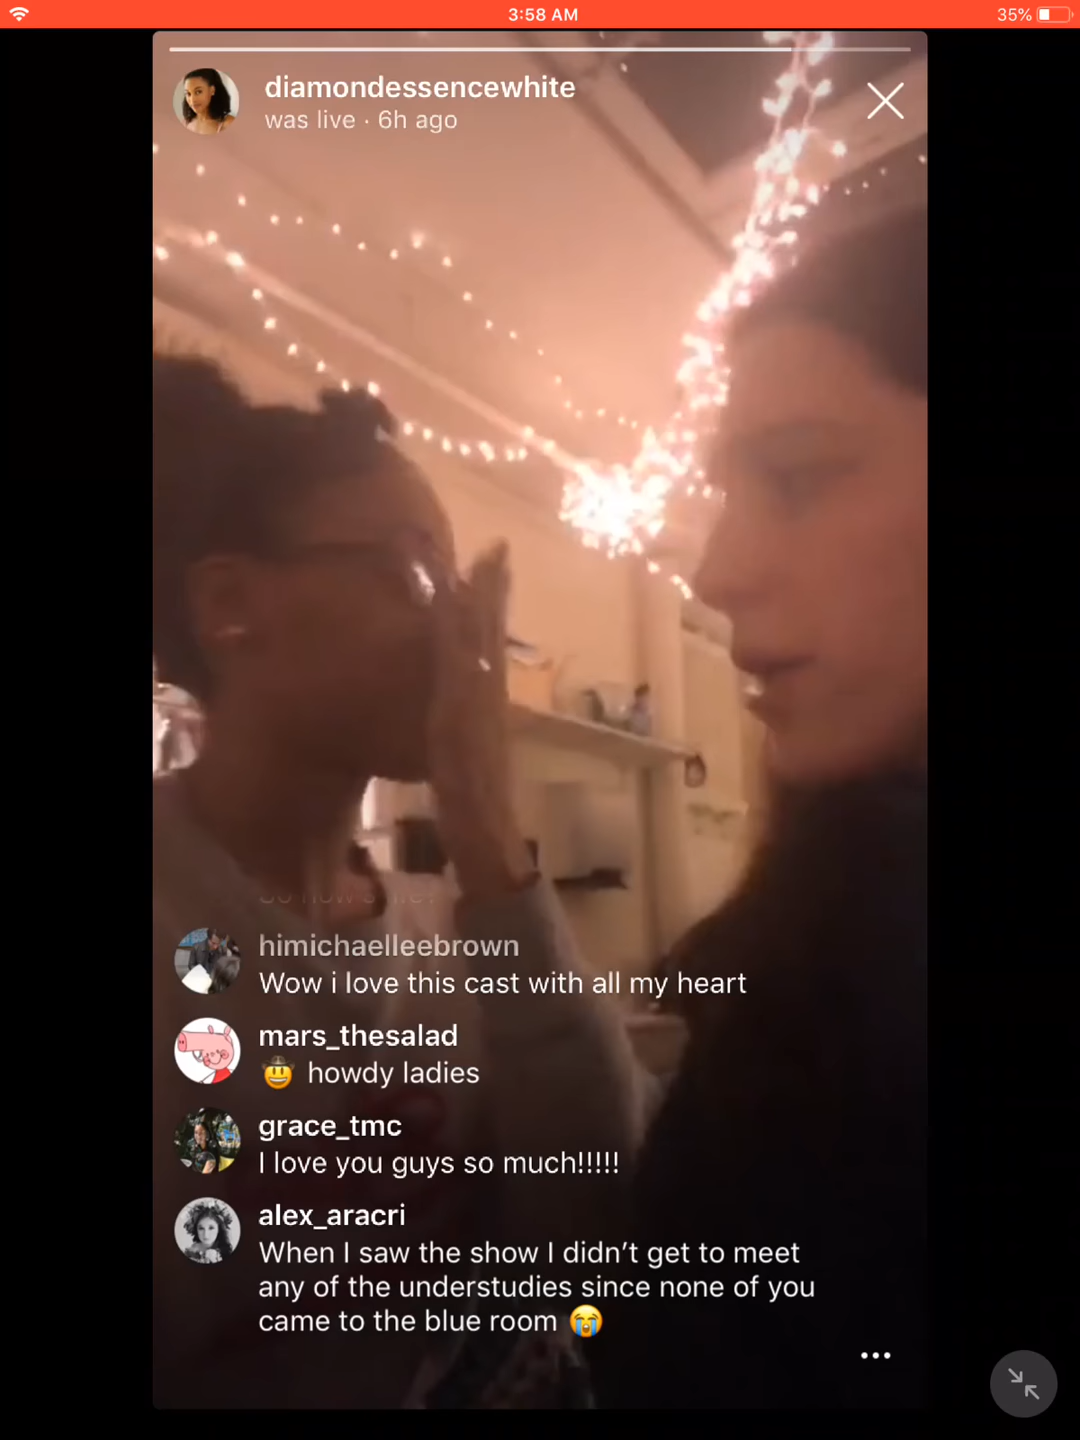 3:58 AM
35%
diamondessencewhite
was live · 6h ago
himichaelleebrown
Wow i love this cast with all my heart
mars_thesalad
🤠 howdy ladies
grace_tmc
I love you guys so much!!!!!
alex_aracri
When I saw the show I didn't get to meet
any of the understudies since none of you
came to the blue room 😭